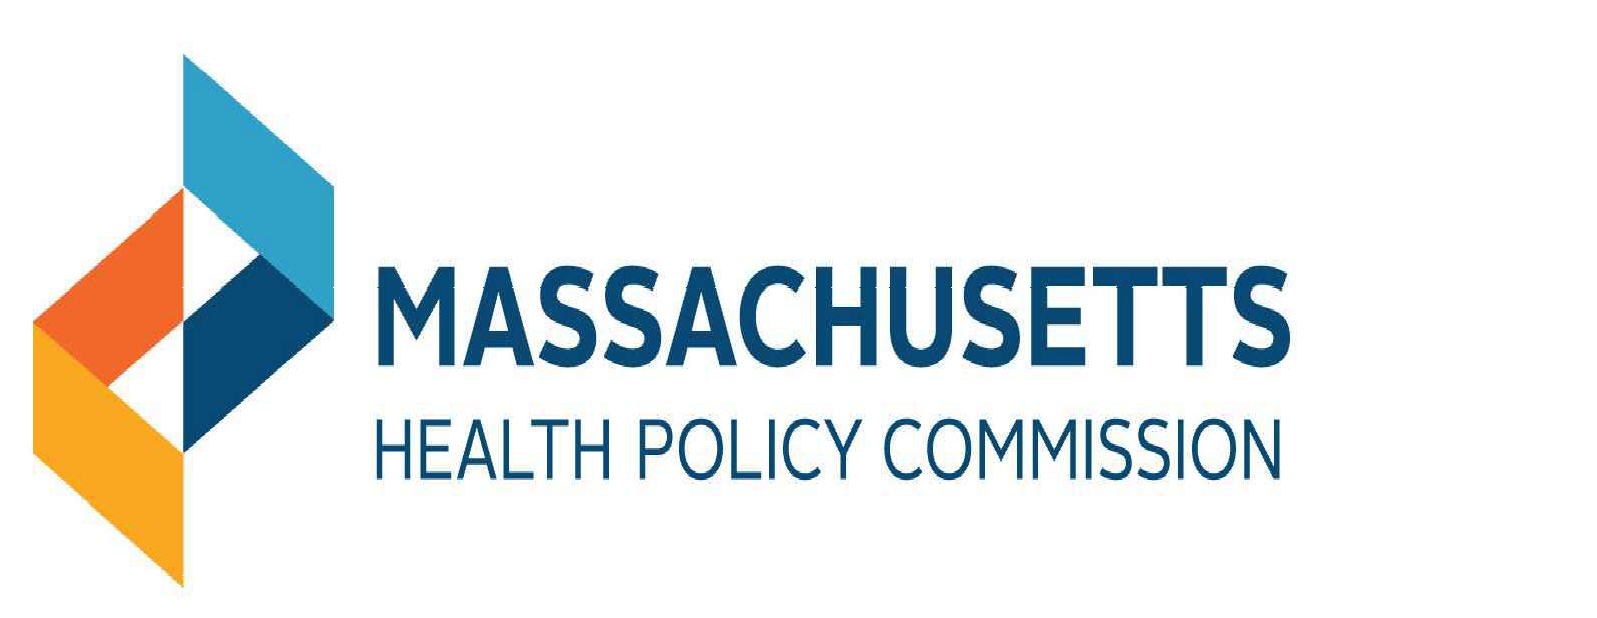 MASSACHUSETTS
HEALTH POLICY COMMISSION